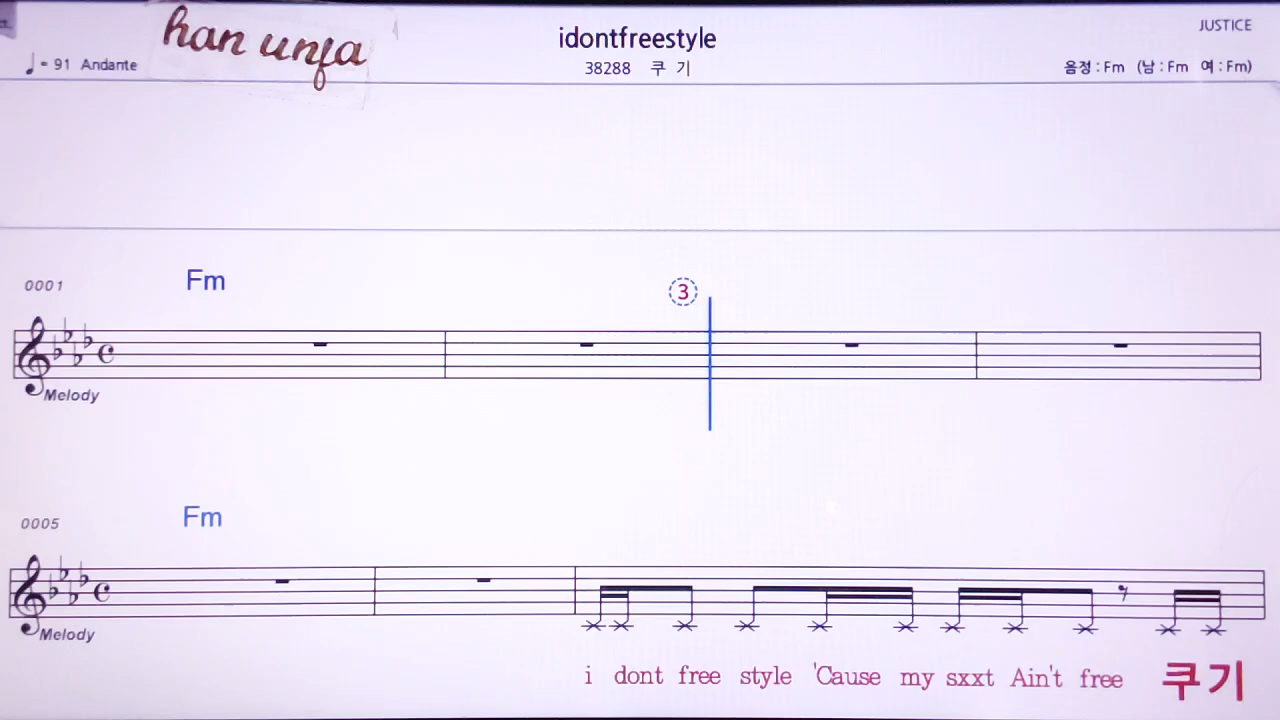 han unfa
idontfreestyle
JUSTICE
= 91 Andante
38288 쿠 기
음정 : Fm (남 : Fm 여 : Fm)
0001
Fm
3
Melody
0005
Fm
Melody
i dont free style 'Cause my sxxt Ain't free 쿠기